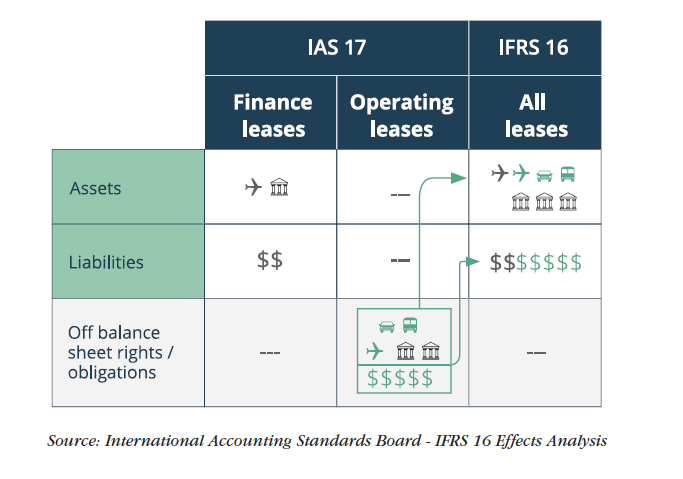 IAS 17
IFRS 16
Finance
leases
Operating
leases
All
leases
Assets
---
Liabilities
$$
---
$$$$$$$
Off balance
sheet rights /
obligations
---
$$$$$
---
Source: International Accounting Standards Board - IFRS 16 Effects Analysis